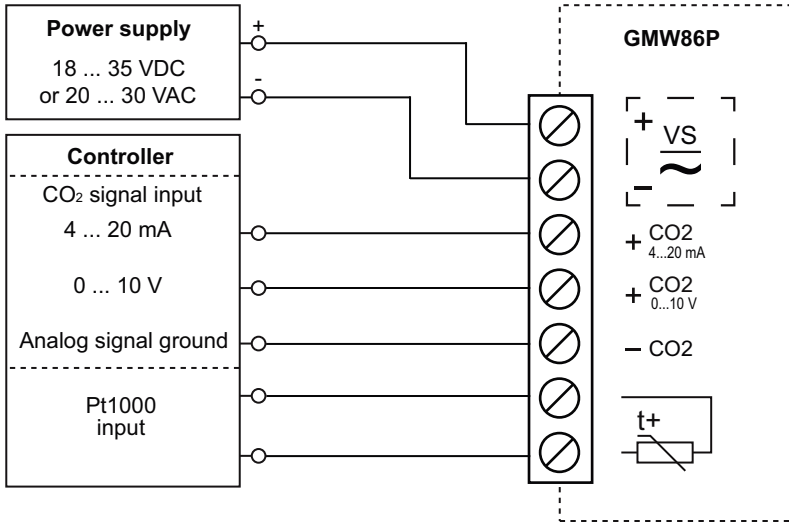 Power supply
18 ... 35 VDC
or 20 ... 30 VAC
+
-
Controller
CO₂ signal input
4 ... 20 mA
0 ... 10 V
Analog signal ground
Pt1000
input
GMW86P
+
VS
–
+ CO2
4...20 mA
+ CO2
0...10 V
– CO2
t+